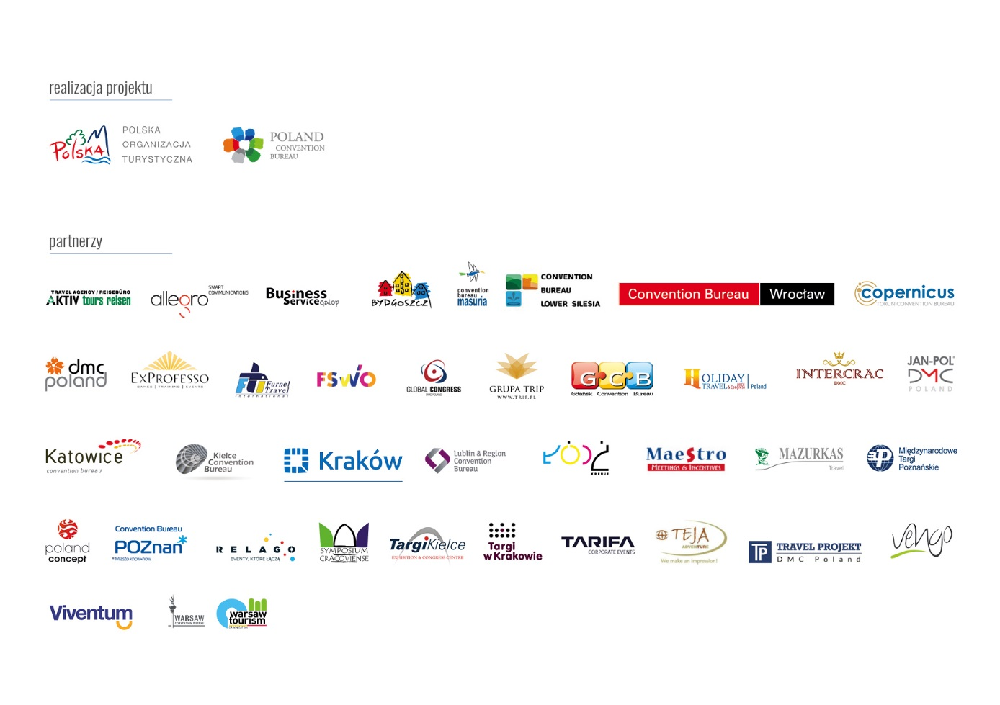 realizacja projektu
Polska
POLSKA
ORGANIZACJA
TURYSTYCZNA
POLAND
CONVENTION
BUREAU
partnerzy
TRAVEL AGENCY / REISEBÜRO
AKTIV tours reisen
allegro
SMART
COMMUNICATIONS
Business
Service galop
BYDGOSZCZ
convention
bureau
masuria
CONVENTION
BUREAU
LOWER SILESIA
Convention Bureau Wrocław
copernicus
TORUN CONVENTION BUREAU
dmc
poland
EXPROFESSO
GAMES | TRAINING | EVENTS
FTI
Furnel
Travel
international
FSWO
GLOBAL CONGRESS
DMC POLAND
GRUPA TRIP
WWW.TRIP.PL
G.C.B
Gdańsk Convention Bureau
HOLIDAY
TRAVEL
& Congress
Poland
INTERCRAC
DMC
JAN-POL
DMC
POLAND
Katowice
convention bureau
Kielce
Convention
Bureau
Kraków
Lublin & Region
Convention
Bureau
ŁÓDŹ
KREUJE
Maestro
MEETINGS & INCENTIVES
MAZURKAS
Travel
Międzynarodowe
Targi
Poznańskie
poland
concept
Convention Bureau
POZnan*
*Miasto know-how
RELAGO
EVENTY, KTÓRE ŁĄCZĄ
SYMPOSIUM
CRACOVIENSE
Targi Kielce
EXHIBITION & CONGRESS CENTRE
Targi
w Krakowie
TARIFA
CORPORATE EVENTS
TEJA
ADVENTURE
We make an impression!
TP
TRAVEL PROJEKT
DMC Poland
vengo
Viventum
WARSAW
CONVENTION BUREAU
warsaw
tourism
ORGANIZATION